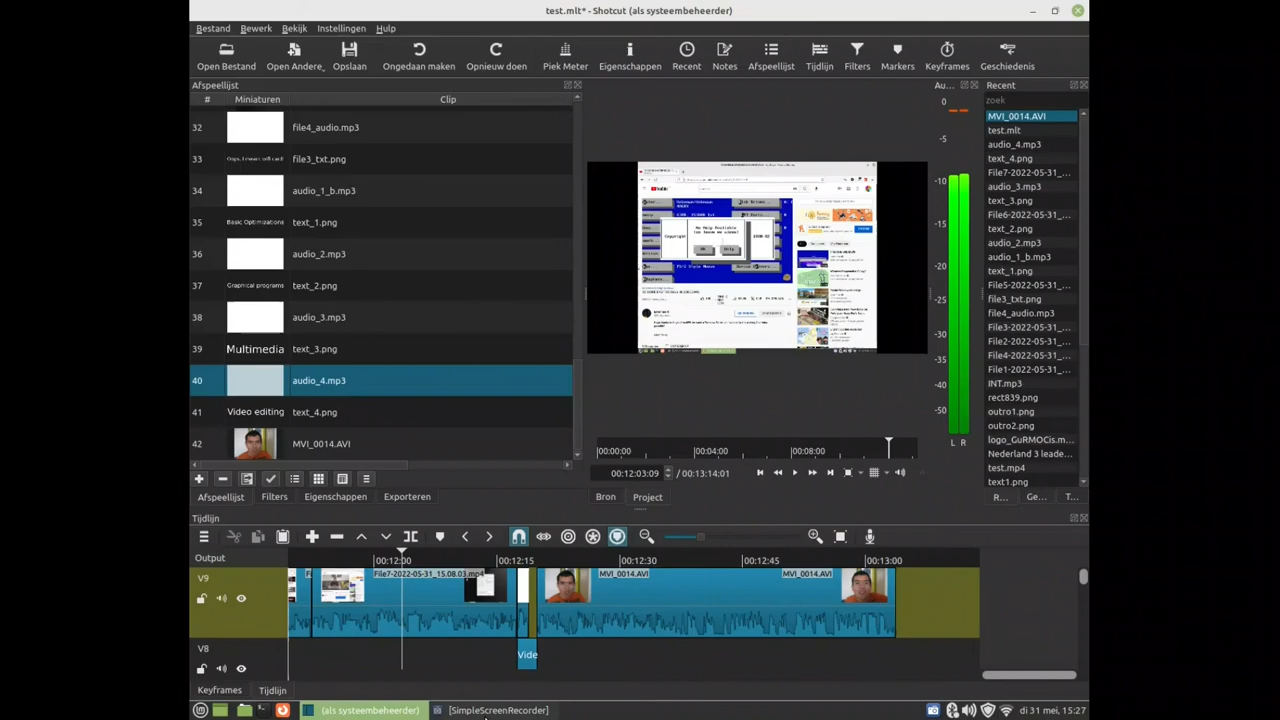 test.mlt* - Shotcut (als systeembeheerder)
Bestand Bewerk Bekijk Instellingen Hulp
Open Bestand Open Andere. Opslaan Ongedaan maken Opnieuw doen Piek Meter Eigenschappen Recent Notes Afspeellijst Tijdlijn Filters Markers Keyframes Geschiedenis
Afspeellijst
# Miniaturen Clip
32 file4_audio.mp3
33 file3_txt.png
34 audio_1_b.mp3
35 Basic Optimizations text_1.png
36 audio_2.mp3
37 Graphical programs text_2.png
38 audio_3.mp3
39 Multimedia text_3.png
40 audio_4.mp3
41 Video editing text_4.png
42 MVI_0014.AVI
Afspeellijst Filters Eigenschappen Exporteren
00:00:00 00:04:00 00:08:00
00:12:03:09 / 00:13:14:01
Bron Project
Au...
0
-5
-10
-15
-20
-25
-30
-35
-40
-45
-50
L R
Recent
zoek
MVI_0014.AVI
test.mlt
audio_4.mp3
text_4.png
File7-2022-05-31_...
audio_3.mp3
text_3.png
File6-2022-05-31_...
text_2.png
audio_2.mp3
audio_1_b.mp3
text_1.png
File5-2022-05-31_...
file3_txt.png
file4_audio.mp3
File2-2022-05-31_...
File3-2022-05-31_...
File4-2022-05-31_...
File1-2022-05-31_...
INT.mp3
rect839.png
outro1.png
outro2.png
logo_GuRMOCis.m...
Nederland 3 leade...
test.mp4
text1.png
R... Ge... T...
Tijdlijn
Output 00:12:00 00:12:15 00:12:30 00:12:45 00:13:00
V9 File7-2022-05-31_15.08.03.mp4 MVI_0014.AVI MVI_0014.AVI
V8 Vide
Keyframes Tijdlijn
(als systeembeheerder) [SimpleScreenRecorder] di 31 mei, 15:27